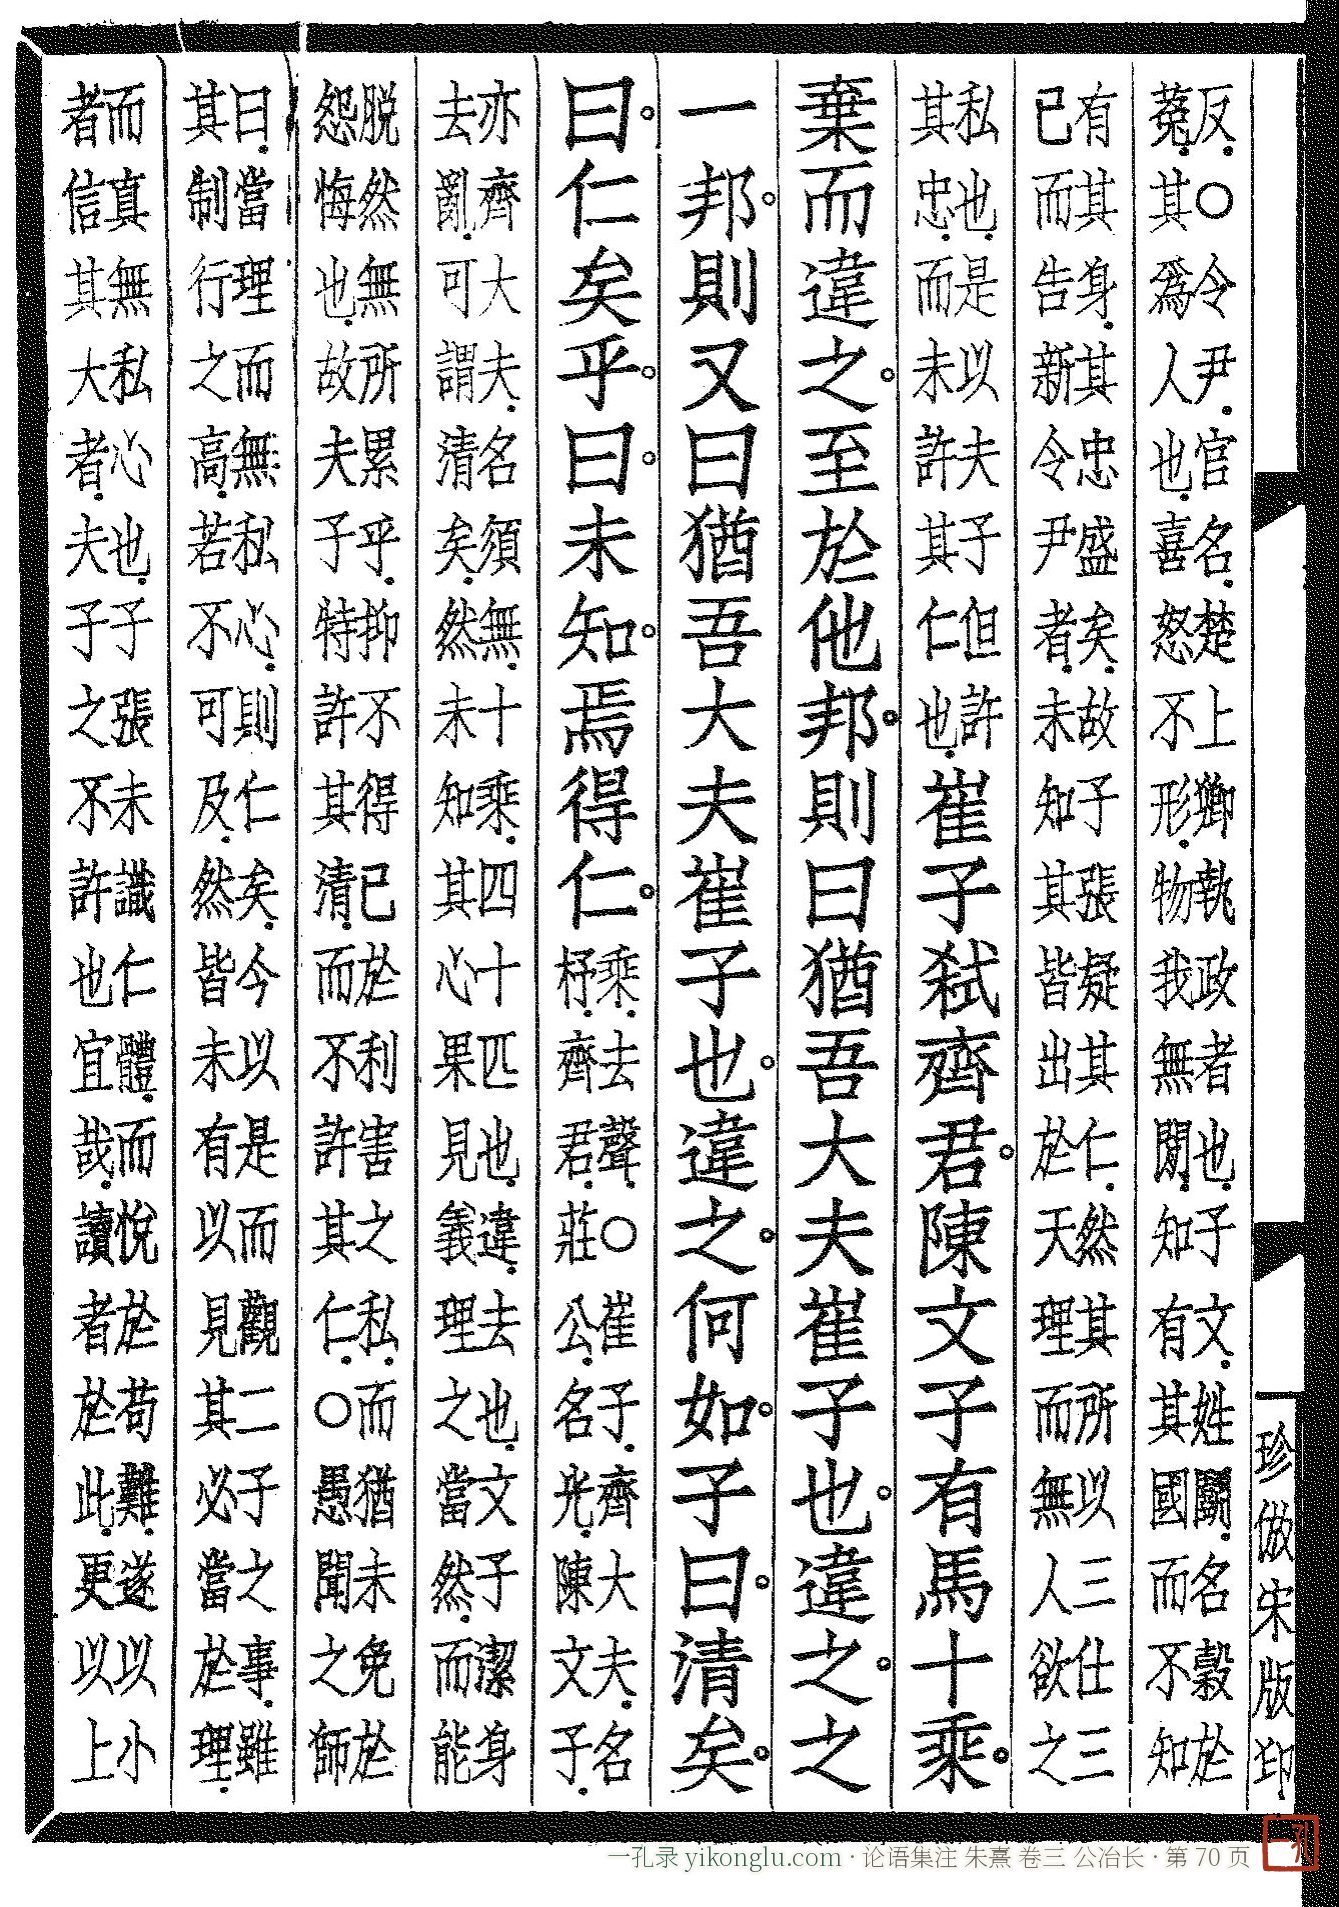 反。○令尹。官名。楚上卿執政者也。子文。姓鬭。名穀於
菟。其爲人也。喜怒不形。物我無閒。知有其國而不知
有其身。其忠盛矣。故子張疑其仁。然其所以三仕三
已而告新令尹者。未知其皆出於天理而無人欲之
私也。是以夫子但許
其忠。而未許其仁也。
崔子弑齊君。陳文子有馬十乘。
棄而違之。至於他邦。則曰猶吾大夫崔子也。違之。之
一邦。則又曰猶吾大夫崔子也。違之。何如。子曰。清矣。
曰。仁矣乎。曰。未知。焉得仁。
乘。去聲。○崔子。齊大夫。名
杼。齊君。莊公。名光。陳文子。
亦齊大夫。名須無。十乘。四十匹也。違。去也。文子潔身
去亂。可謂清矣。然未知其心果見義理之當然。而能
脱然無所累乎。抑不得已於利害之私。而猶未免於
怨悔也。故夫子特許其清而不許其仁。○愚聞之師
曰。當理而無私心。則仁矣。今以是而觀二子之事。雖
其制行之高。若不可及。然皆未有以見其必當於理。
而真無私心也。子張未識仁體。而悅於苟難。遂以小
者信其大者。夫子之不許也宜哉。讀者於此。更以上
珍倣宋版印
一孔录 yikonglu.com · 论语集注 朱熹 卷三 公冶长 · 第 70 页
一孔